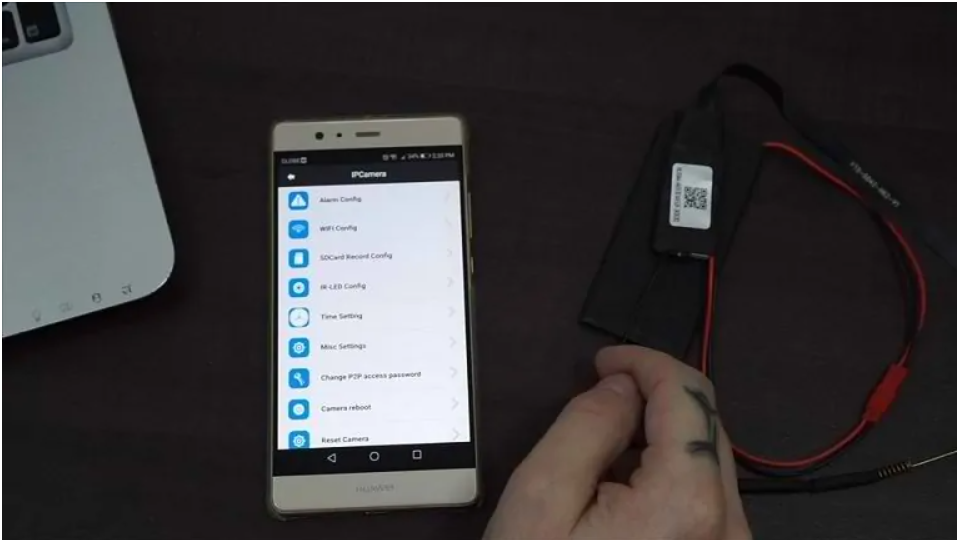 IPCamera
Alarm Config
WIFI Config
SDCard Record Config
IR-LED Config
Time Setting
Misc Settings
Change P2P access password
Camera reboot
Reset Camera
HUAWEI